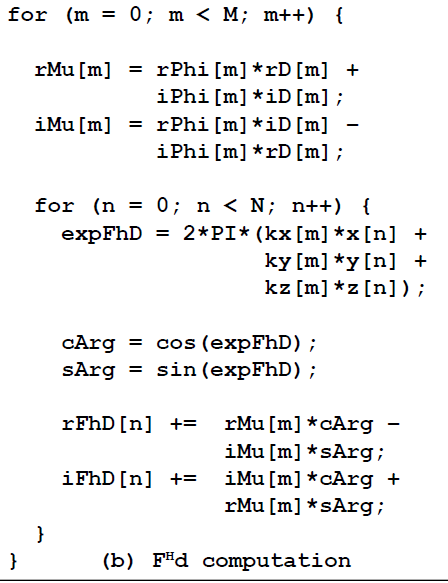 for (m = 0; m < M; m++) {
rMu[m] = rPhi[m]*rD[m] +
iPhi[m]*iD[m];
iMu[m] = rPhi[m]*iD[m] –
iPhi[m]*rD[m];
for (n = 0; n < N; n++) {
expFhD = 2*PI*(kx[m]*x[n] +
ky[m]*y[n] +
kz[m]*z[n]);
cArg = cos(expFhD);
sArg = sin(expFhD);
rFhD[n] += rMu[m]*cArg –
iMu[m]*sArg;
iFhD[n] += iMu[m]*cArg +
rMu[m]*sArg;
}
} (b) Fᴴd computation